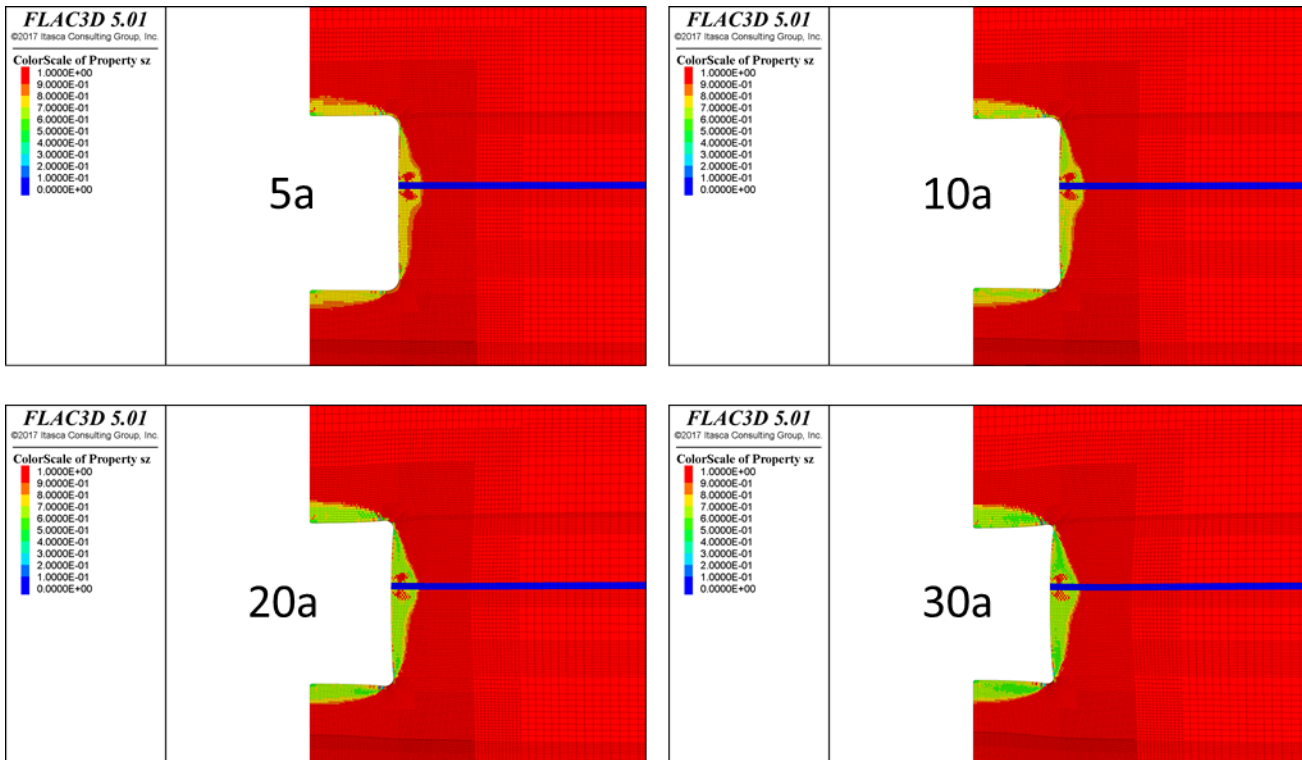 FLAC3D 5.01
©2017 Itasca Consulting Group, Inc.
ColorScale of Property sz
1.0000E+00
9.0000E-01
8.0000E-01
7.0000E-01
6.0000E-01
5.0000E-01
4.0000E-01
3.0000E-01
2.0000E-01
1.0000E-01
0.0000E+00
5a
FLAC3D 5.01
©2017 Itasca Consulting Group, Inc.
ColorScale of Property sz
1.0000E+00
9.0000E-01
8.0000E-01
7.0000E-01
6.0000E-01
5.0000E-01
4.0000E-01
3.0000E-01
2.0000E-01
1.0000E-01
0.0000E+00
10a
FLAC3D 5.01
©2017 Itasca Consulting Group, Inc.
ColorScale of Property sz
1.0000E+00
9.0000E-01
8.0000E-01
7.0000E-01
6.0000E-01
5.0000E-01
4.0000E-01
3.0000E-01
2.0000E-01
1.0000E-01
0.0000E+00
20a
FLAC3D 5.01
©2017 Itasca Consulting Group, Inc.
ColorScale of Property sz
1.0000E+00
9.0000E-01
8.0000E-01
7.0000E-01
6.0000E-01
5.0000E-01
4.0000E-01
3.0000E-01
2.0000E-01
1.0000E-01
0.0000E+00
30a